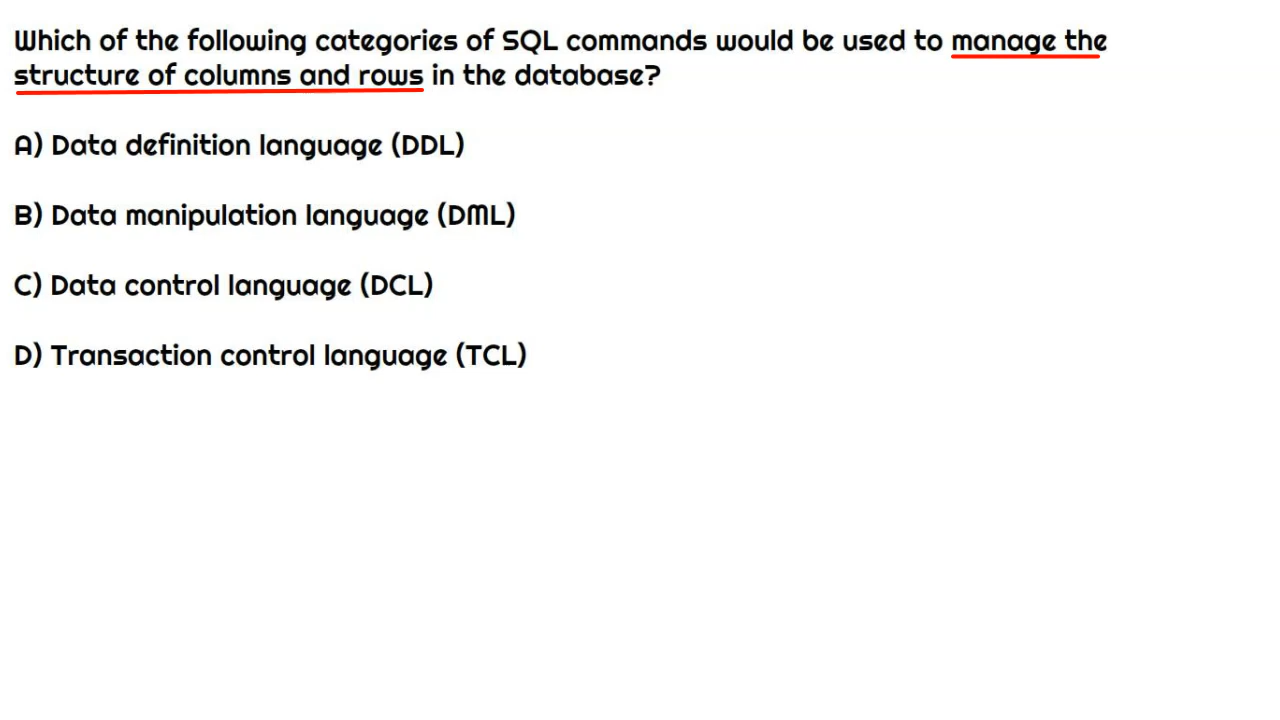 Which of the following categories of SQL commands would be used to manage the
structure of columns and rows in the database?
A) Data definition language (DDL)
B) Data manipulation language (DML)
C) Data control language (DCL)
D) Transaction control language (TCL)